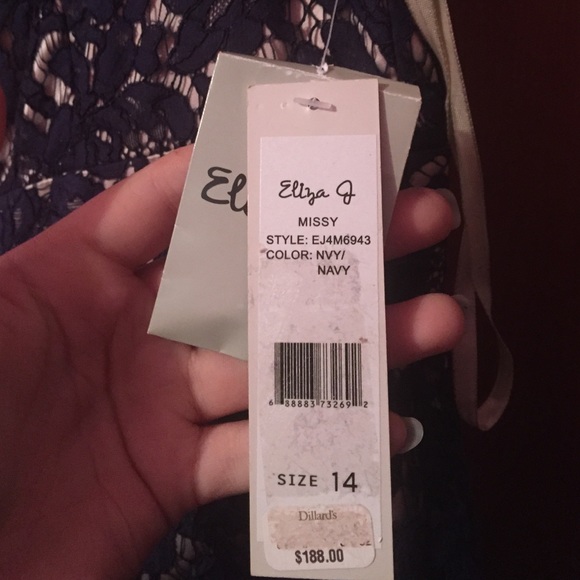 Eliza J
MISSY
STYLE: EJ4M6943
COLOR: NVY/
NAVY
6 88883 73269 2
SIZE 14
Dillard's
$188.00